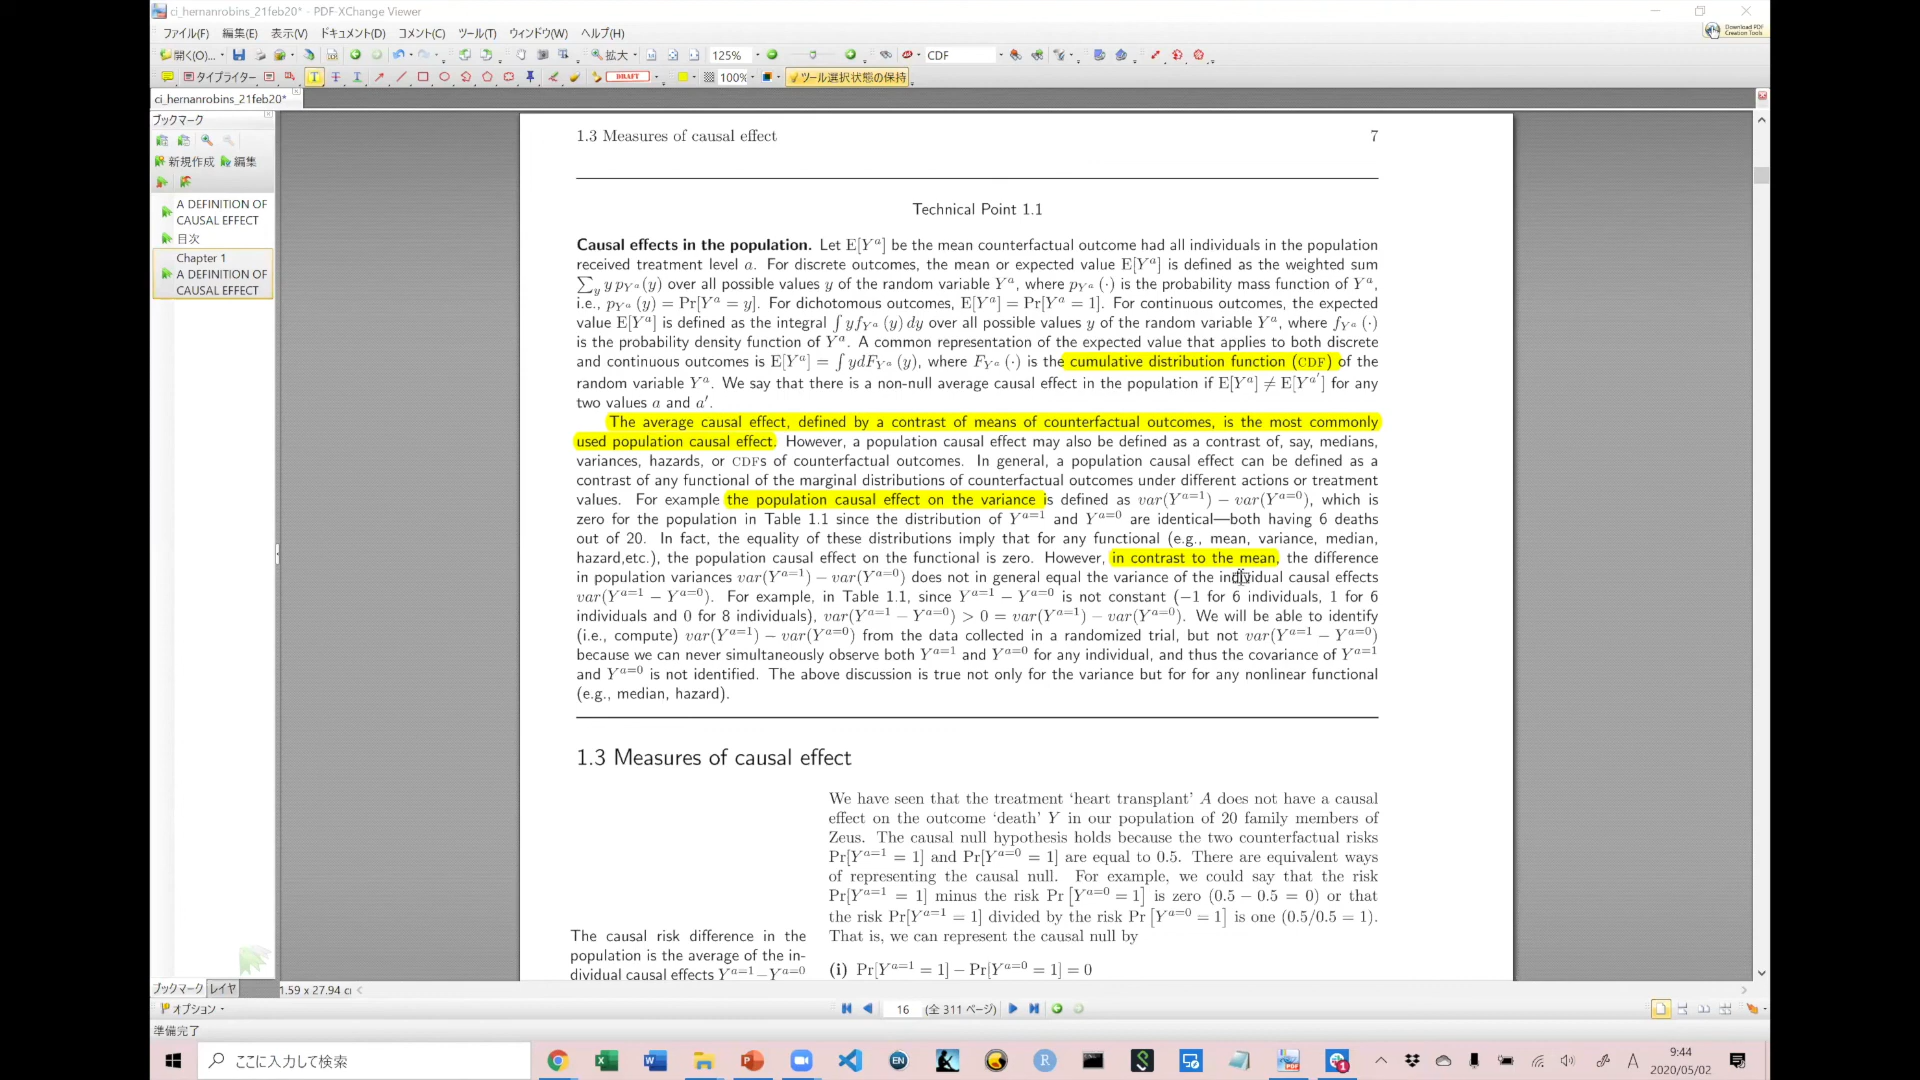 ci_hernanrobins_21feb20* - PDF-XChange Viewer
ファイル(F) 編集(E) 表示(V) ドキュメント(D) コメント(C) ツール(T) ウィンドウ(W) ヘルプ(H)
Download PDF
Creation Tools
開く(O)... 拡大 125% CDF
タイプライター DRAFT 100% ツール選択状態の保持
ci_hernanrobins_21feb20*
ブックマーク
新規作成 編集
A DEFINITION OF
CAUSAL EFFECT
目次
Chapter 1
A DEFINITION OF
CAUSAL EFFECT
1.3 Measures of causal effect 7
Technical Point 1.1
Causal effects in the population. Let E[Y^a] be the mean counterfactual outcome had all individuals in the population
received treatment level a. For discrete outcomes, the mean or expected value E[Y^a] is defined as the weighted sum
∑_y y p_{Y^a}(y) over all possible values y of the random variable Y^a, where p_{Y^a}(·) is the probability mass function of Y^a,
i.e., p_{Y^a}(y) = Pr[Y^a = y]. For dichotomous outcomes, E[Y^a] = Pr[Y^a = 1]. For continuous outcomes, the expected
value E[Y^a] is defined as the integral ∫ y f_{Y^a}(y) dy over all possible values y of the random variable Y^a, where f_{Y^a}(·)
is the probability density function of Y^a. A common representation of the expected value that applies to both discrete
and continuous outcomes is E[Y^a] = ∫ y dF_{Y^a}(y), where F_{Y^a}(·) is the cumulative distribution function (CDF) of the
random variable Y^a. We say that there is a non-null average causal effect in the population if E[Y^a] ≠ E[Y^{a′}] for any
two values a and a′.
The average causal effect, defined by a contrast of means of counterfactual outcomes, is the most commonly
used population causal effect. However, a population causal effect may also be defined as a contrast of, say, medians,
variances, hazards, or CDFs of counterfactual outcomes. In general, a population causal effect can be defined as a
contrast of any functional of the marginal distributions of counterfactual outcomes under different actions or treatment
values. For example the population causal effect on the variance is defined as var(Y^{a=1}) − var(Y^{a=0}), which is
zero for the population in Table 1.1 since the distribution of Y^{a=1} and Y^{a=0} are identical—both having 6 deaths
out of 20. In fact, the equality of these distributions imply that for any functional (e.g., mean, variance, median,
hazard,etc.), the population causal effect on the functional is zero. However, in contrast to the mean, the difference
in population variances var(Y^{a=1}) − var(Y^{a=0}) does not in general equal the variance of the individual causal effects
var(Y^{a=1} − Y^{a=0}). For example, in Table 1.1, since Y^{a=1} − Y^{a=0} is not constant (−1 for 6 individuals, 1 for 6
individuals and 0 for 8 individuals), var(Y^{a=1} − Y^{a=0}) > 0 = var(Y^{a=1}) − var(Y^{a=0}). We will be able to identify
(i.e., compute) var(Y^{a=1}) − var(Y^{a=0}) from the data collected in a randomized trial, but not var(Y^{a=1} − Y^{a=0})
because we can never simultaneously observe both Y^{a=1} and Y^{a=0} for any individual, and thus the covariance of Y^{a=1}
and Y^{a=0} is not identified. The above discussion is true not only for the variance but for for any nonlinear functional
(e.g., median, hazard).
1.3 Measures of causal effect
We have seen that the treatment ‘heart transplant’ A does not have a causal
effect on the outcome ‘death’ Y in our population of 20 family members of
Zeus. The causal null hypothesis holds because the two counterfactual risks
Pr[Y^{a=1} = 1] and Pr[Y^{a=0} = 1] are equal to 0.5. There are equivalent ways
of representing the causal null. For example, we could say that the risk
Pr[Y^{a=1} = 1] minus the risk Pr [Y^{a=0} = 1] is zero (0.5 − 0.5 = 0) or that
the risk Pr[Y^{a=1} = 1] divided by the risk Pr [Y^{a=0} = 1] is one (0.5/0.5 = 1).
That is, we can represent the causal null by
(i) Pr[Y^{a=1} = 1] − Pr[Y^{a=0} = 1] = 0
The causal risk difference in the
population is the average of the in-
dividual causal effects Y^{a=1}−Y^{a=0}
ブックマーク レイヤ 1.59 x 27.94 c
オプション 16 (全 311 ページ)
準備完了
ここに入力して検索 9:44
2020/05/02